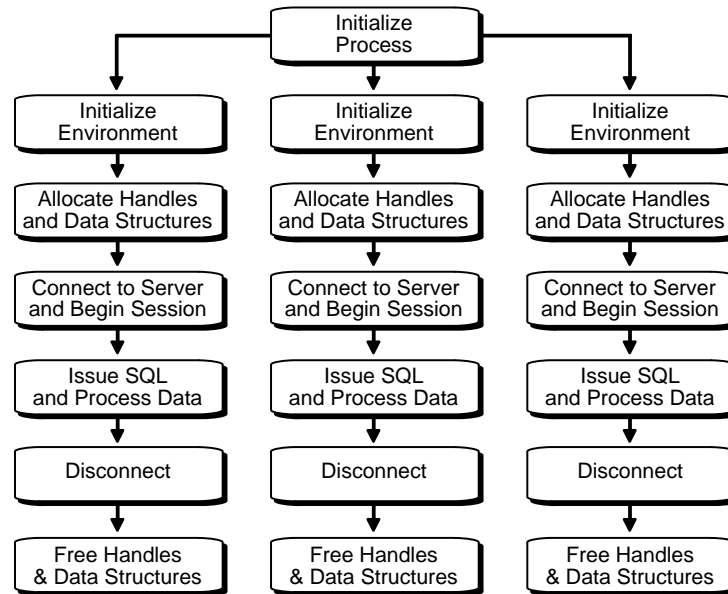 Initialize
Process
Initialize
Environment
Initialize
Environment
Initialize
Environment
Allocate Handles
and Data Structures
Allocate Handles
and Data Structures
Allocate Handles
and Data Structures
Connect to Server
and Begin Session
Connect to Server
and Begin Session
Connect to Server
and Begin Session
Issue SQL
and Process Data
Issue SQL
and Process Data
Issue SQL
and Process Data
Disconnect
Disconnect
Disconnect
Free Handles
& Data Structures
Free Handles
& Data Structures
Free Handles
& Data Structures